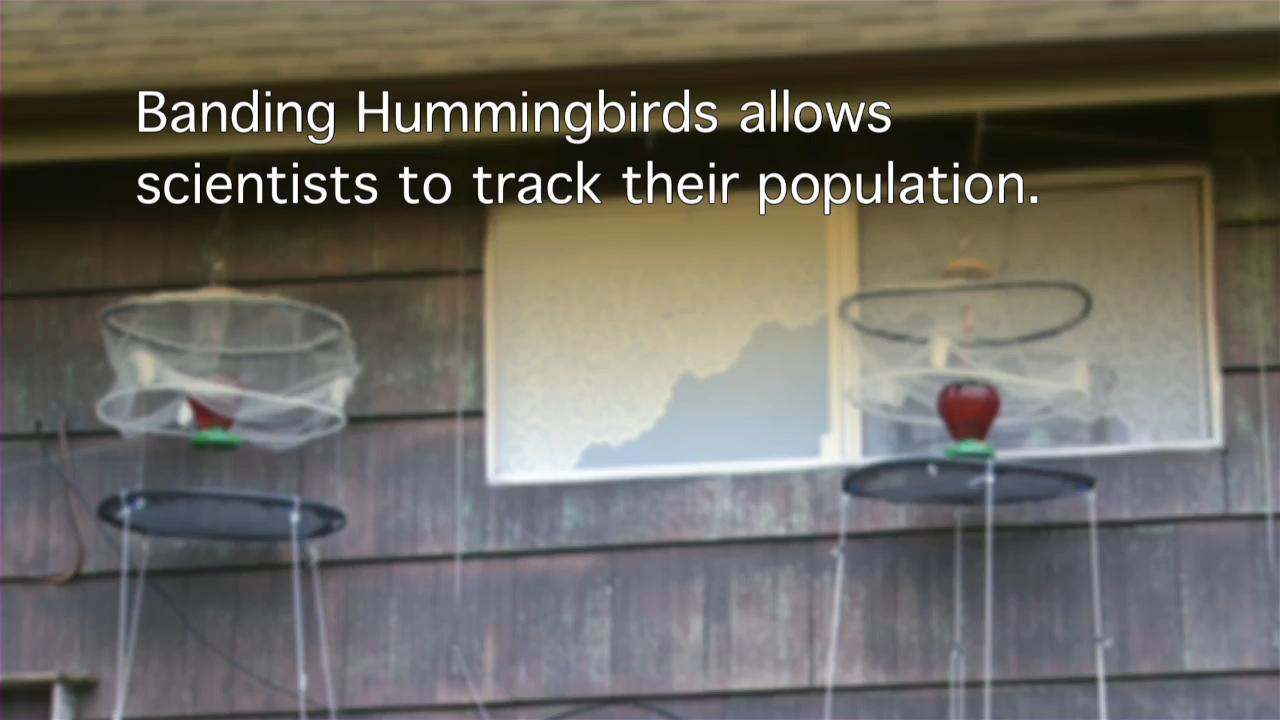 Banding Hummingbirds allows
scientists to track their population.